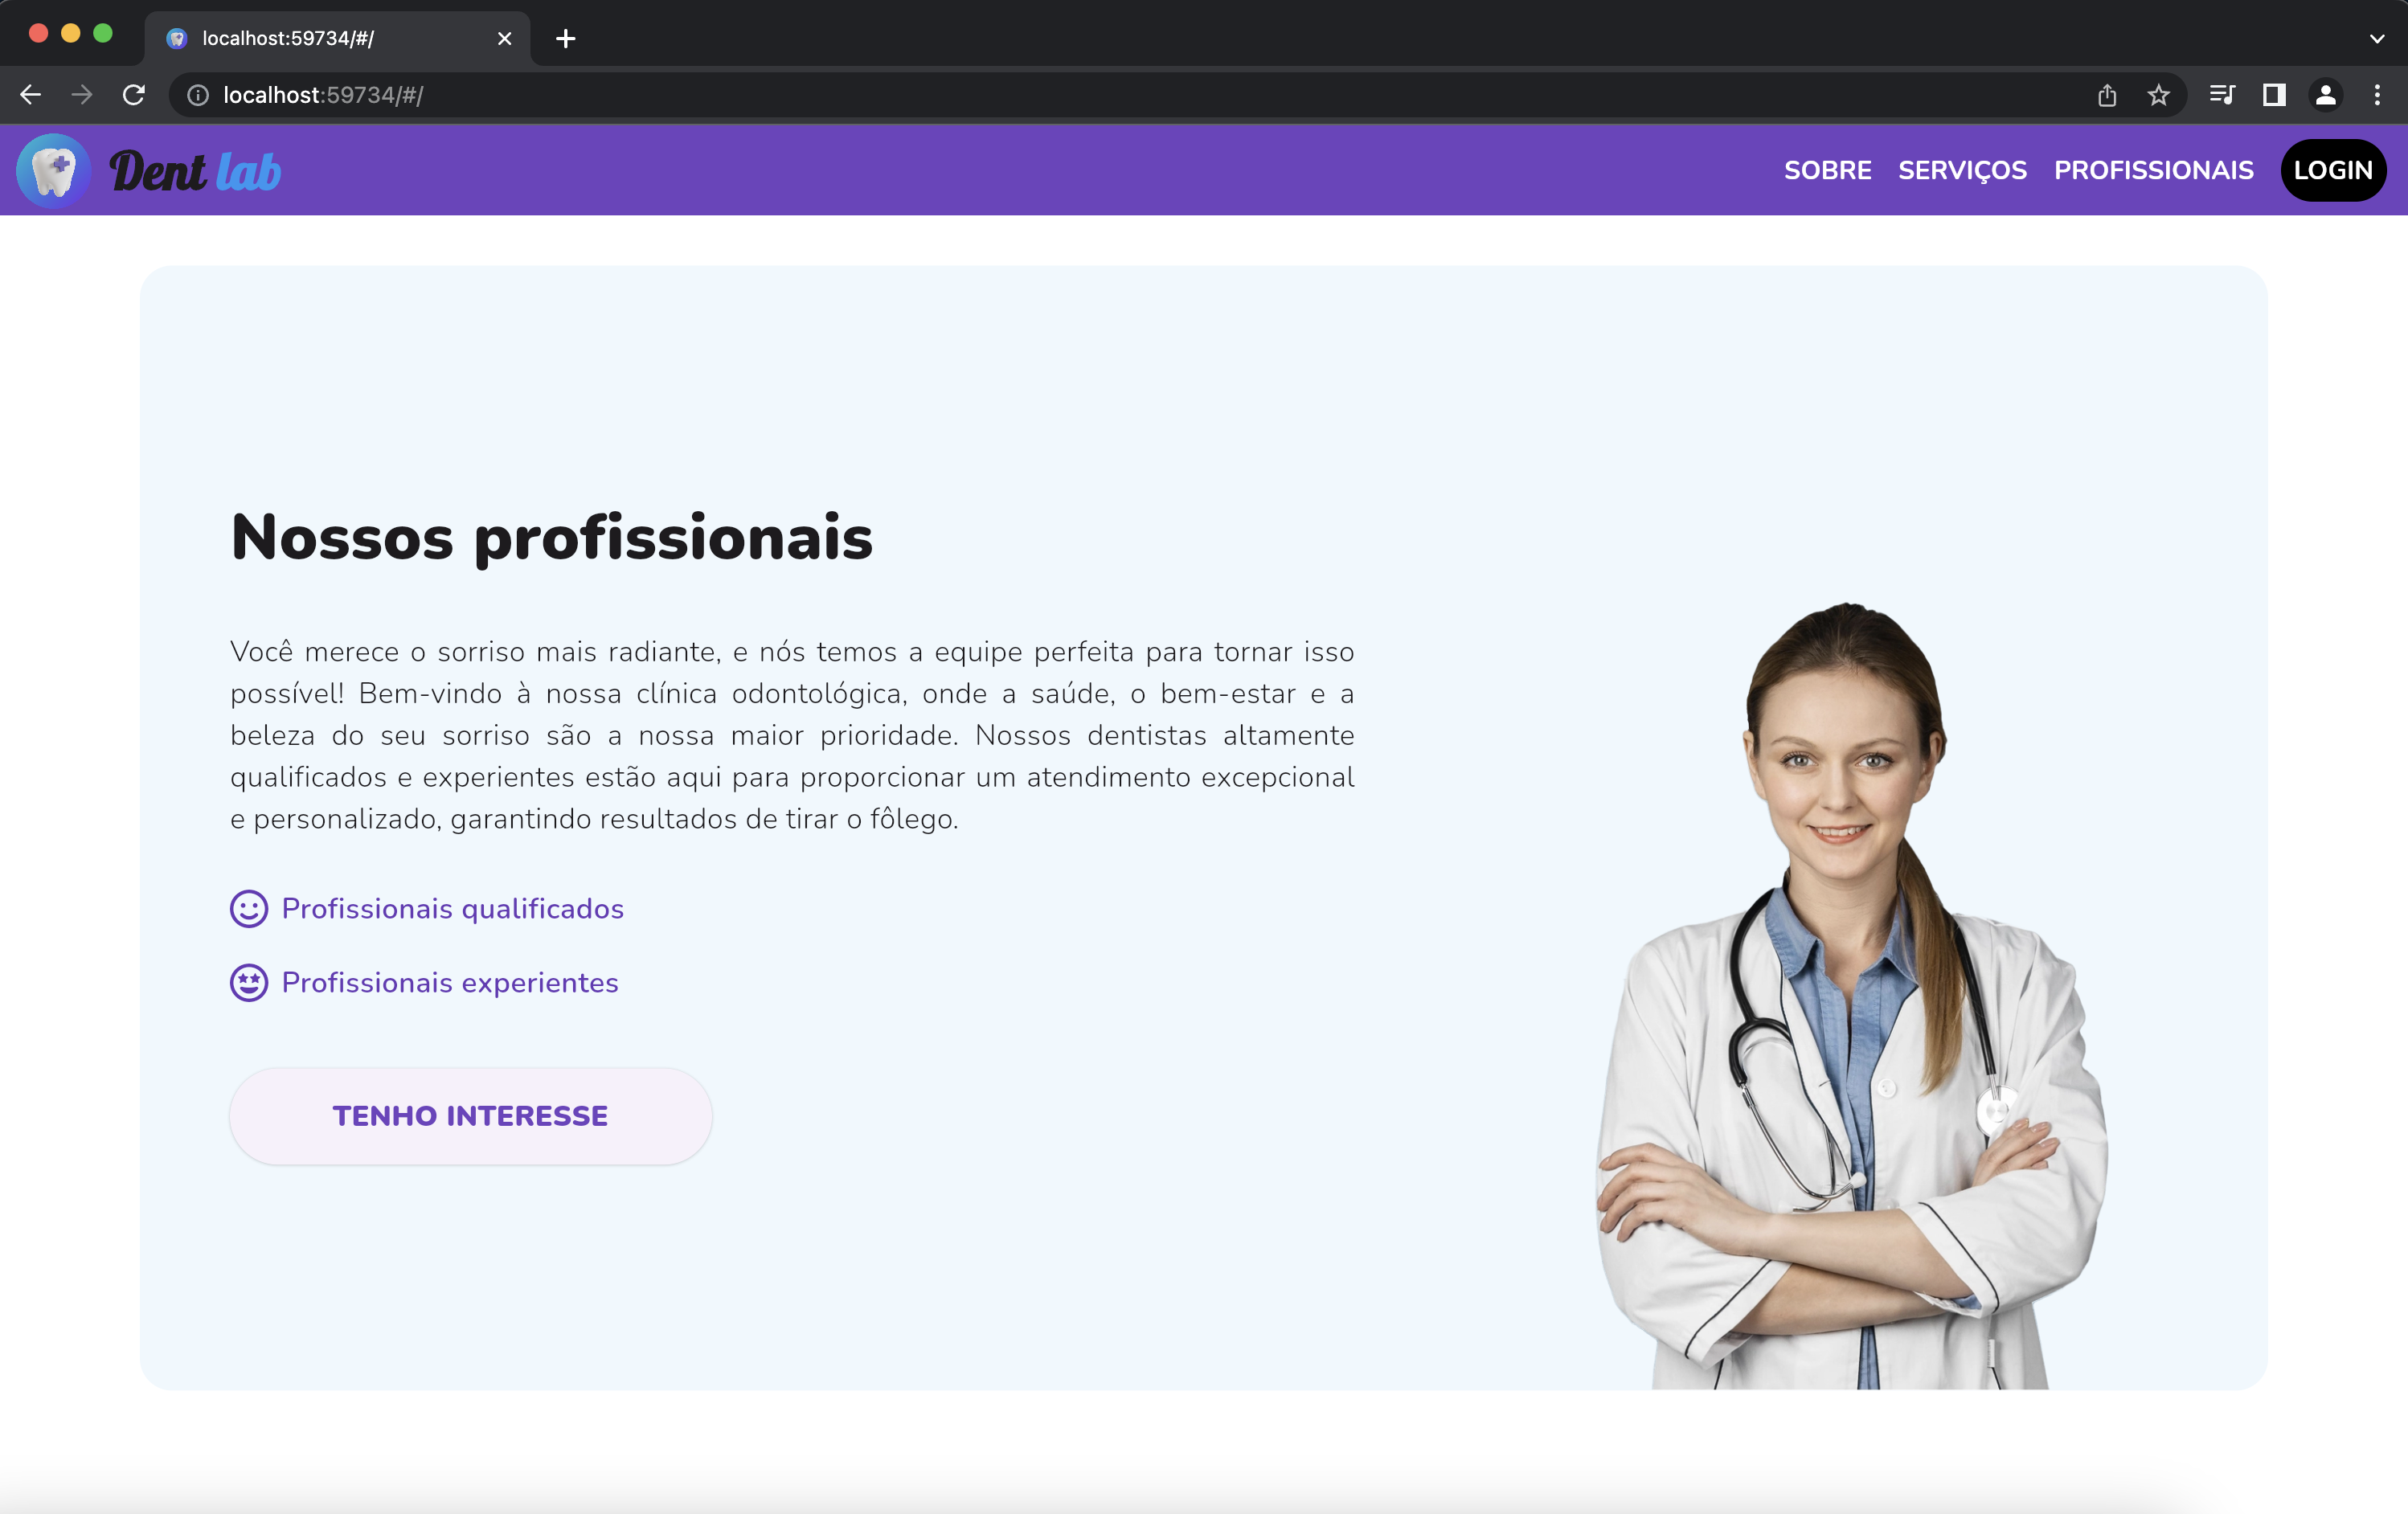 localhost:59734/#/
localhost:59734/#/
Dent lab
SOBRE SERVIÇOS PROFISSIONAIS LOGIN
Nossos profissionais
Você merece o sorriso mais radiante, e nós temos a equipe perfeita para tornar isso
possível! Bem-vindo à nossa clínica odontológica, onde a saúde, o bem-estar e a
beleza do seu sorriso são a nossa maior prioridade. Nossos dentistas altamente
qualificados e experientes estão aqui para proporcionar um atendimento excepcional
e personalizado, garantindo resultados de tirar o fôlego.
Profissionais qualificados
Profissionais experientes
TENHO INTERESSE